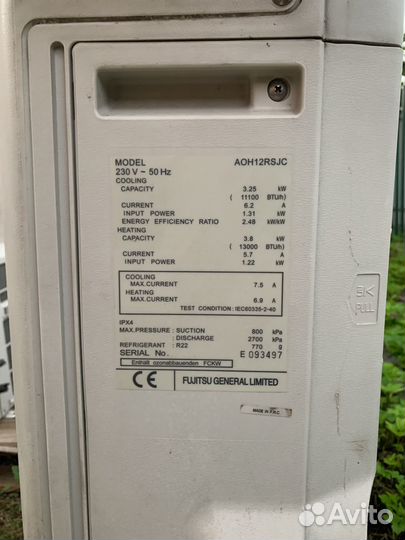 MODEL AOH12RSJC
230 V ~ 50 Hz
COOLING
CAPACITY 3.25 kW
( 11100 BTU/h)
CURRENT 6.2 A
INPUT POWER 1.31 kW
ENERGY EFFICIENCY RATIO 2.48 kW/kW
HEATING
CAPACITY 3.8 kW
( 13000 BTU/h)
CURRENT 5.7 A
INPUT POWER 1.22 kW
COOLING
MAX.CURRENT 7.5 A
HEATING
MAX.CURRENT 6.9 A
TEST CONDITION : IEC60335-2-40
IPX4
MAX.PRESSURE : SUCTION 800 kPa
: DISCHARGE 2700 kPa
REFRIGERANT : R22 770 g
SERIAL No. E 093497
Enthält ozonabbauenden FCKW
CE FUJITSU GENERAL LIMITED
MADE IN P.R.C.
PULL
Avito